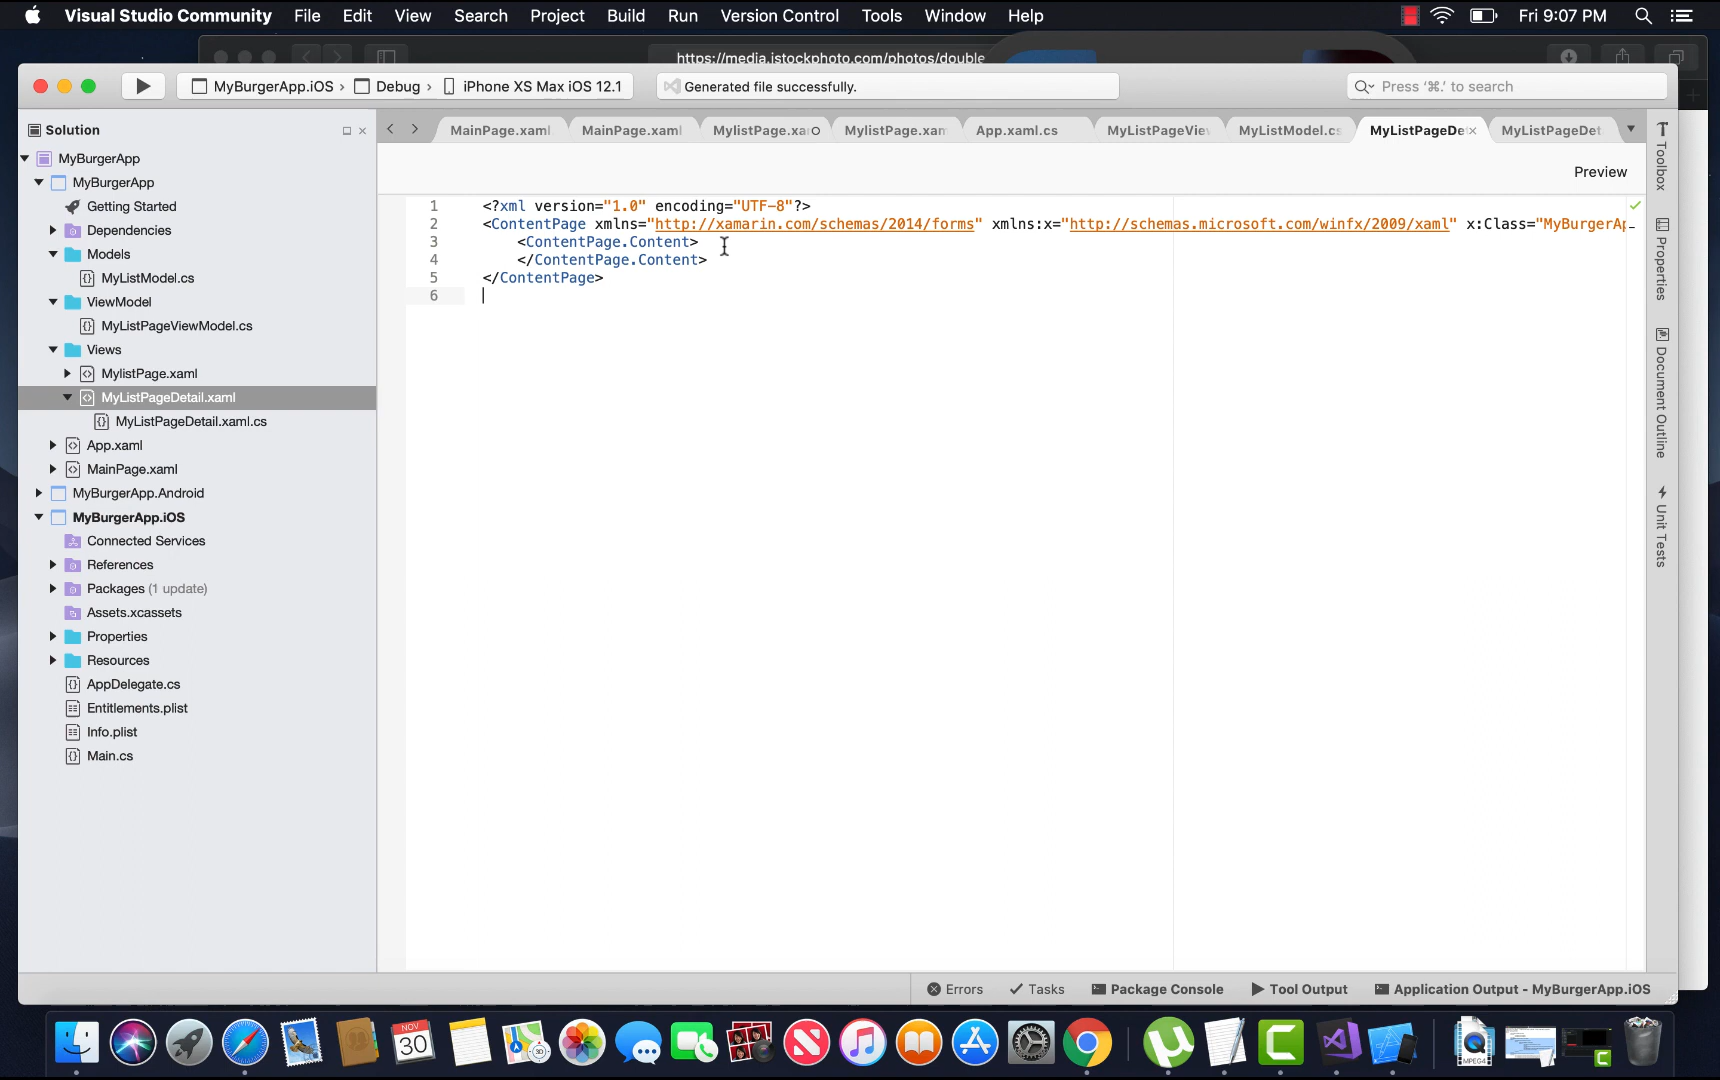 Visual Studio Community File Edit View Search Project Build Run Version Control Tools Window Help Fri 9:07 PM
https://media.istockphoto.com/photos/double
MyBurgerApp.iOS › Debug › iPhone XS Max iOS 12.1 Generated file successfully. Press '⌘.' to search
Solution
MainPage.xaml MainPage.xaml MylistPage.xa MylistPage.xam App.xaml.cs MyListPageVie MyListModel.cs MyListPageDe MyListPageDet
Preview
MyBurgerApp
MyBurgerApp
Getting Started
Dependencies
Models
MyListModel.cs
ViewModel
MyListPageViewModel.cs
Views
MylistPage.xaml
MyListPageDetail.xaml
MyListPageDetail.xaml.cs
App.xaml
MainPage.xaml
MyBurgerApp.Android
MyBurgerApp.iOS
Connected Services
References
Packages (1 update)
Assets.xcassets
Properties
Resources
AppDelegate.cs
Entitlements.plist
Info.plist
Main.cs
1 <?xml version="1.0" encoding="UTF-8"?>
2 <ContentPage xmlns="http://xamarin.com/schemas/2014/forms" xmlns:x="http://schemas.microsoft.com/winfx/2009/xaml" x:Class="MyBurgerAp
3 <ContentPage.Content>
4 </ContentPage.Content>
5 </ContentPage>
6
Toolbox
Properties
Document Outline
Unit Tests
Errors Tasks Package Console Tool Output Application Output - MyBurgerApp.iOS
NOV
30
3D
MPEG4